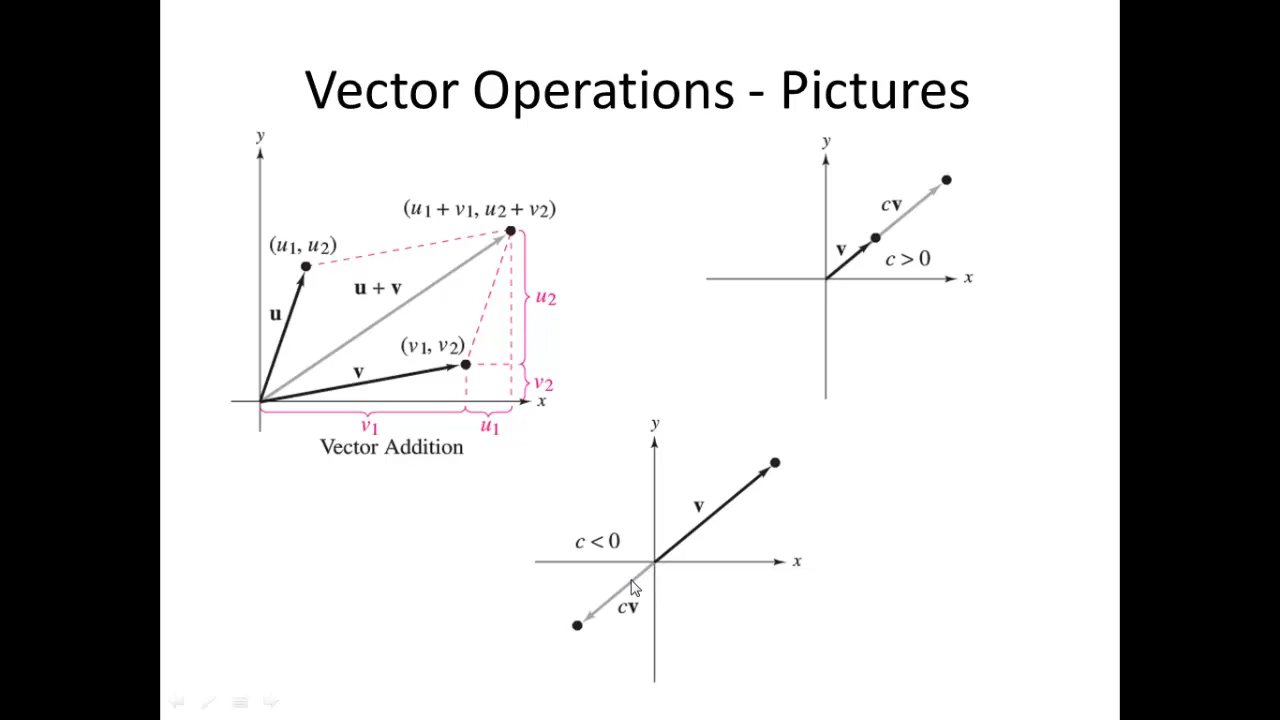 Vector Operations - Pictures
y
(u1 + v1, u2 + v2)
(u1, u2)
u + v
u
u2
(v1, v2)
v
v2
x
v1
u1
Vector Addition
y
cv
v
c > 0
x
y
v
c < 0
x
cv